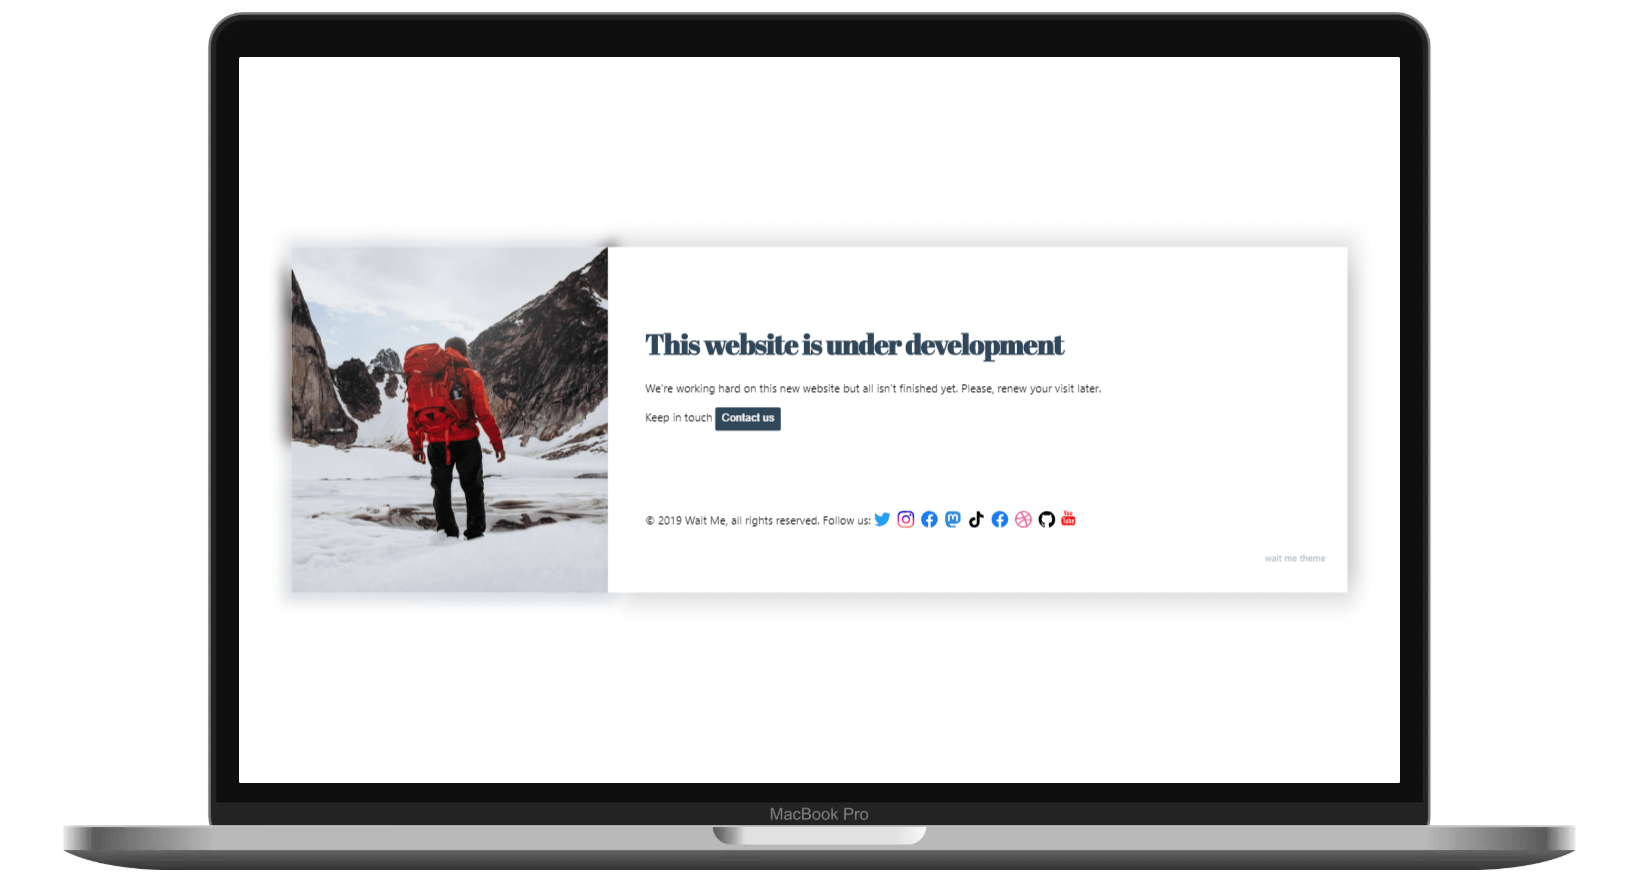 This website is under development
We're working hard on this new website but all isn't finished yet. Please, renew your visit later.
Keep in touch Contact us
© 2019 Wait Me, all rights reserved. Follow us:
You Tube
wait me theme
MacBook Pro